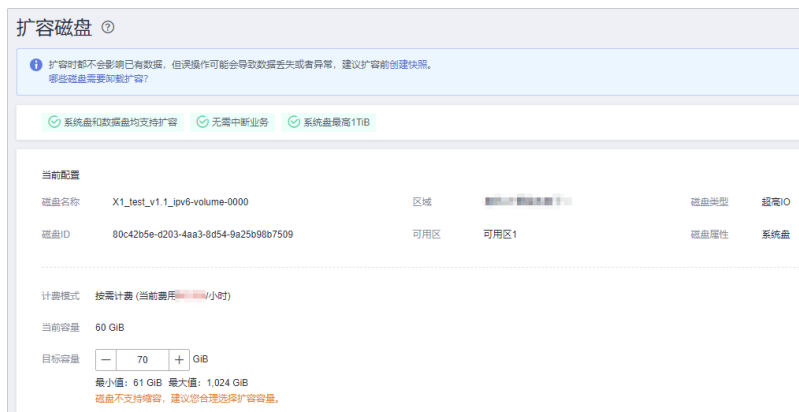 扩容磁盘
扩容时都不会影响已有数据，但误操作可能会导致数据丢失或者异常，建议扩容前创建快照。
哪些磁盘需要卸载扩容?
系统盘和数据盘均支持扩容 无需中断业务 系统盘最高1TiB
当前配置
磁盘名称 X1_test_v1.1_ipv6-volume-0000 区域 磁盘类型 超高IO
磁盘ID 80c42b5e-d203-4aa3-8d54-9a25b98b7509 可用区 可用区1 磁盘属性 系统盘
计费模式 按需计费 (当前费用 /小时)
当前容量 60 GiB
目标容量 − 70 + GiB
最小值：61 GiB 最大值：1,024 GiB
磁盘不支持缩容，建议您合理选择扩容容量。